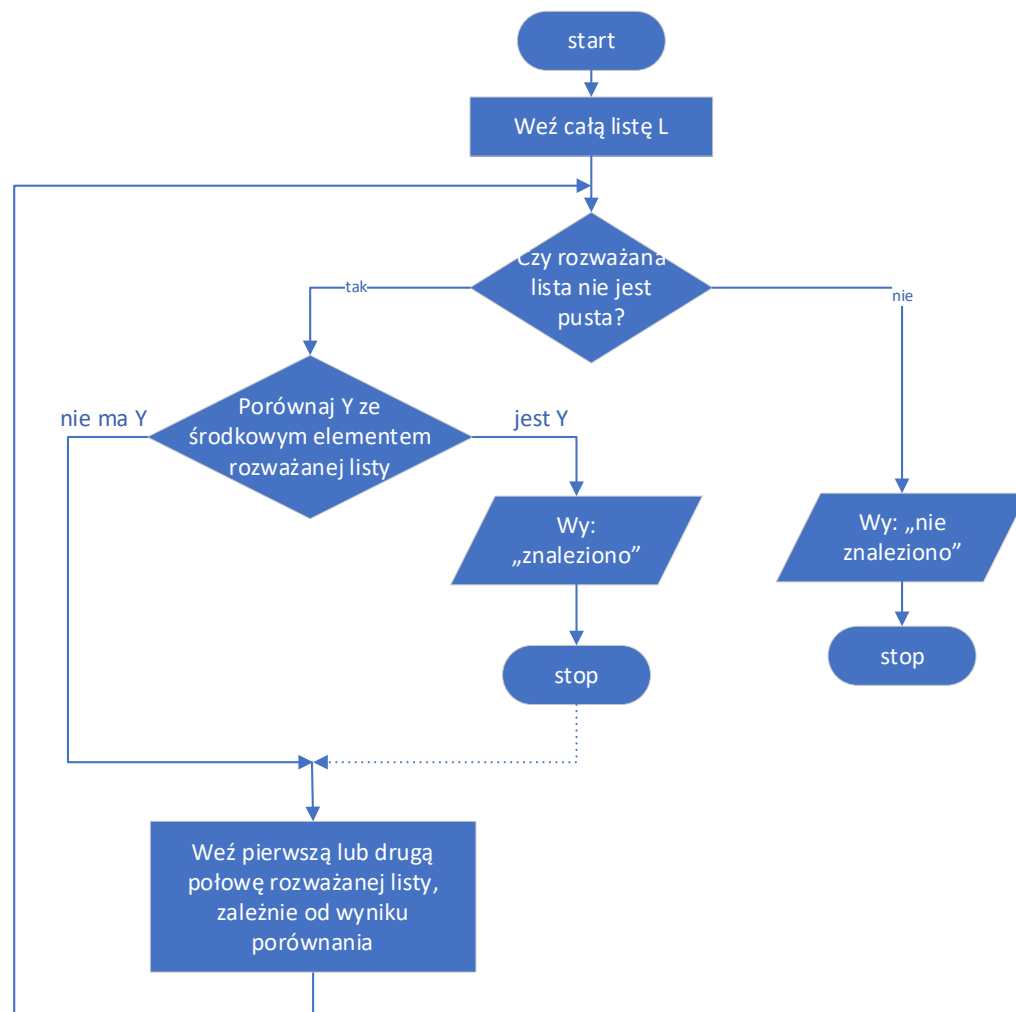 start
Weź całą listę L
Czy rozważana
lista nie jest
pusta?
tak
nie
Porównaj Y ze
środkowym elementem
rozważanej listy
nie ma Y
jest Y
Wy:
„znaleziono”
Wy: „nie
znaleziono”
stop
stop
Weź pierwszą lub drugą
połowę rozważanej listy,
zależnie od wyniku
porównania